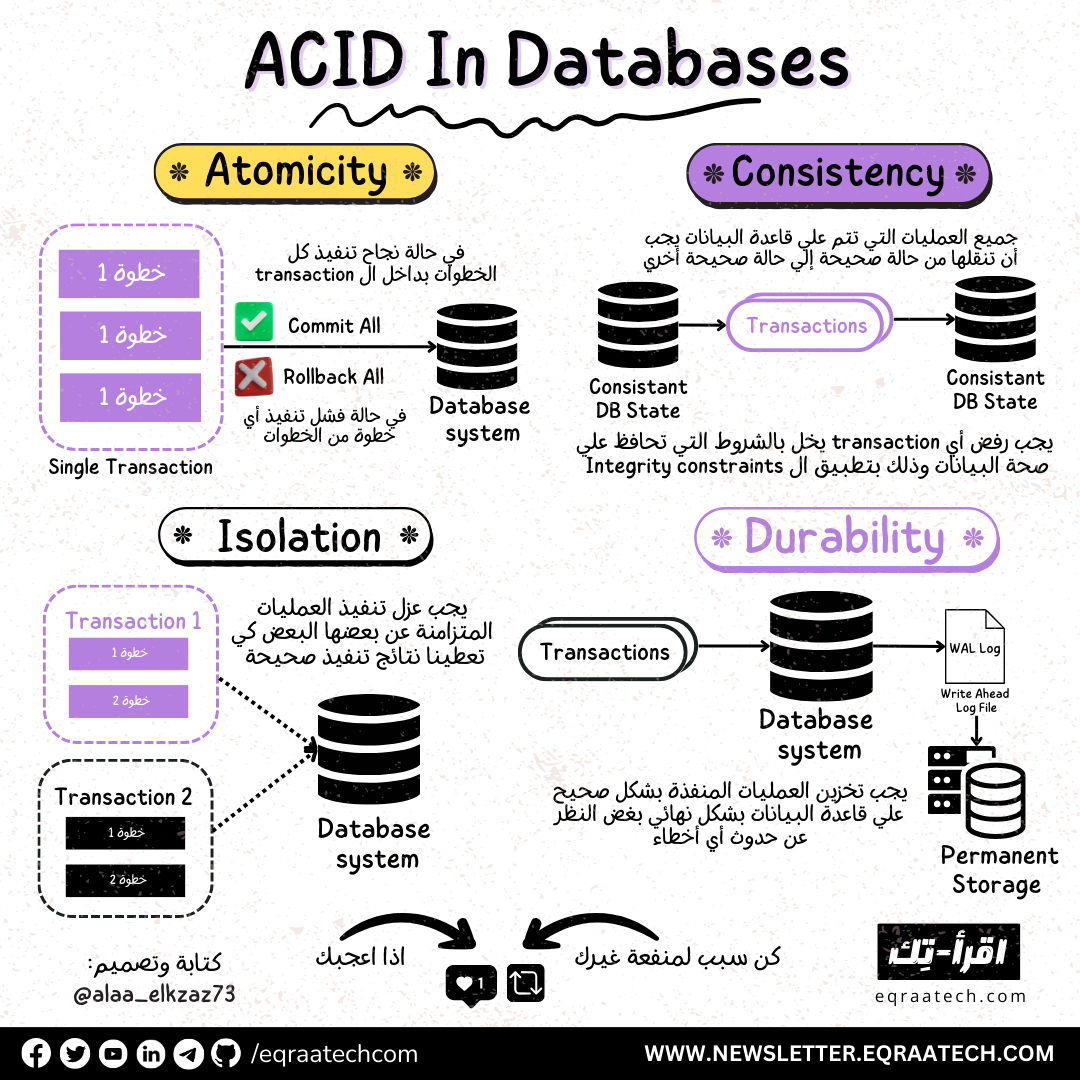 ACID In Databases
Atomicity
خطوة 1
خطوة 1
خطوة 1
Single Transaction
في حالة نجاح تنفيذ كل
الخطوات بداخل ال transaction
Commit All
Rollback All
في حالة فشل تنفيذ أي
خطوة من الخطوات
Database
system
Consistency
جميع العمليات التي تتم علي قاعدة البيانات يجب
أن تنقلها من حالة صحيحة إلي حالة صحيحة أخري
Consistant
DB State
Transactions
Consistant
DB State
يجب رفض أي transaction يخل بالشروط التي تحافظ علي
صحة البيانات وذلك بتطبيق ال Integrity constraints
Isolation
Transaction 1
خطوة 1
خطوة 2
Transaction 2
خطوة 1
خطوة 2
يجب عزل تنفيذ العمليات
المتزامنة عن بعضها البعض كي
تعطينا نتائج تنفيذ صحيحة
Database
system
Durability
Transactions
Database
system
WAL Log
Write Ahead
Log File
Permanent
Storage
يجب تخزين العمليات المنفذة بشكل صحيح
علي قاعدة البيانات بشكل نهائي بغض النظر
عن حدوث أي أخطاء
كتابة وتصميم:
@alaa_elkzaz73
اذا اعجبك
1
كن سبب لمنفعة غيرك
اقرأ-تِك
eqraatech.com
/eqraatechcom
WWW.NEWSLETTER.EQRAATECH.COM